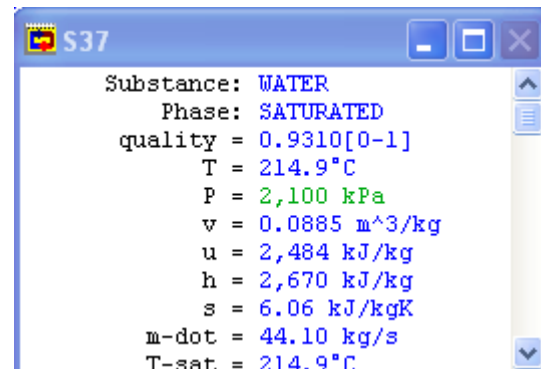 S37
Substance: WATER
Phase: SATURATED
quality = 0.9310[0-1]
T = 214.9°C
P = 2,100 kPa
v = 0.0885 m^3/kg
u = 2,484 kJ/kg
h = 2,670 kJ/kg
s = 6.06 kJ/kgK
m-dot = 44.10 kg/s
T-sat = 214.9°C